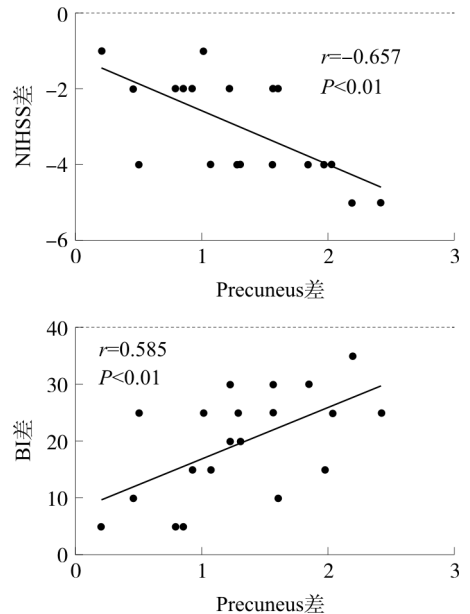 0
-2
-4
-6
NIHSS差
r=-0.657
P<0.01
0 1 2 3
Precuneus差
40
30
20
10
0
BI差
r=0.585
P<0.01
0 1 2 3
Precuneus差